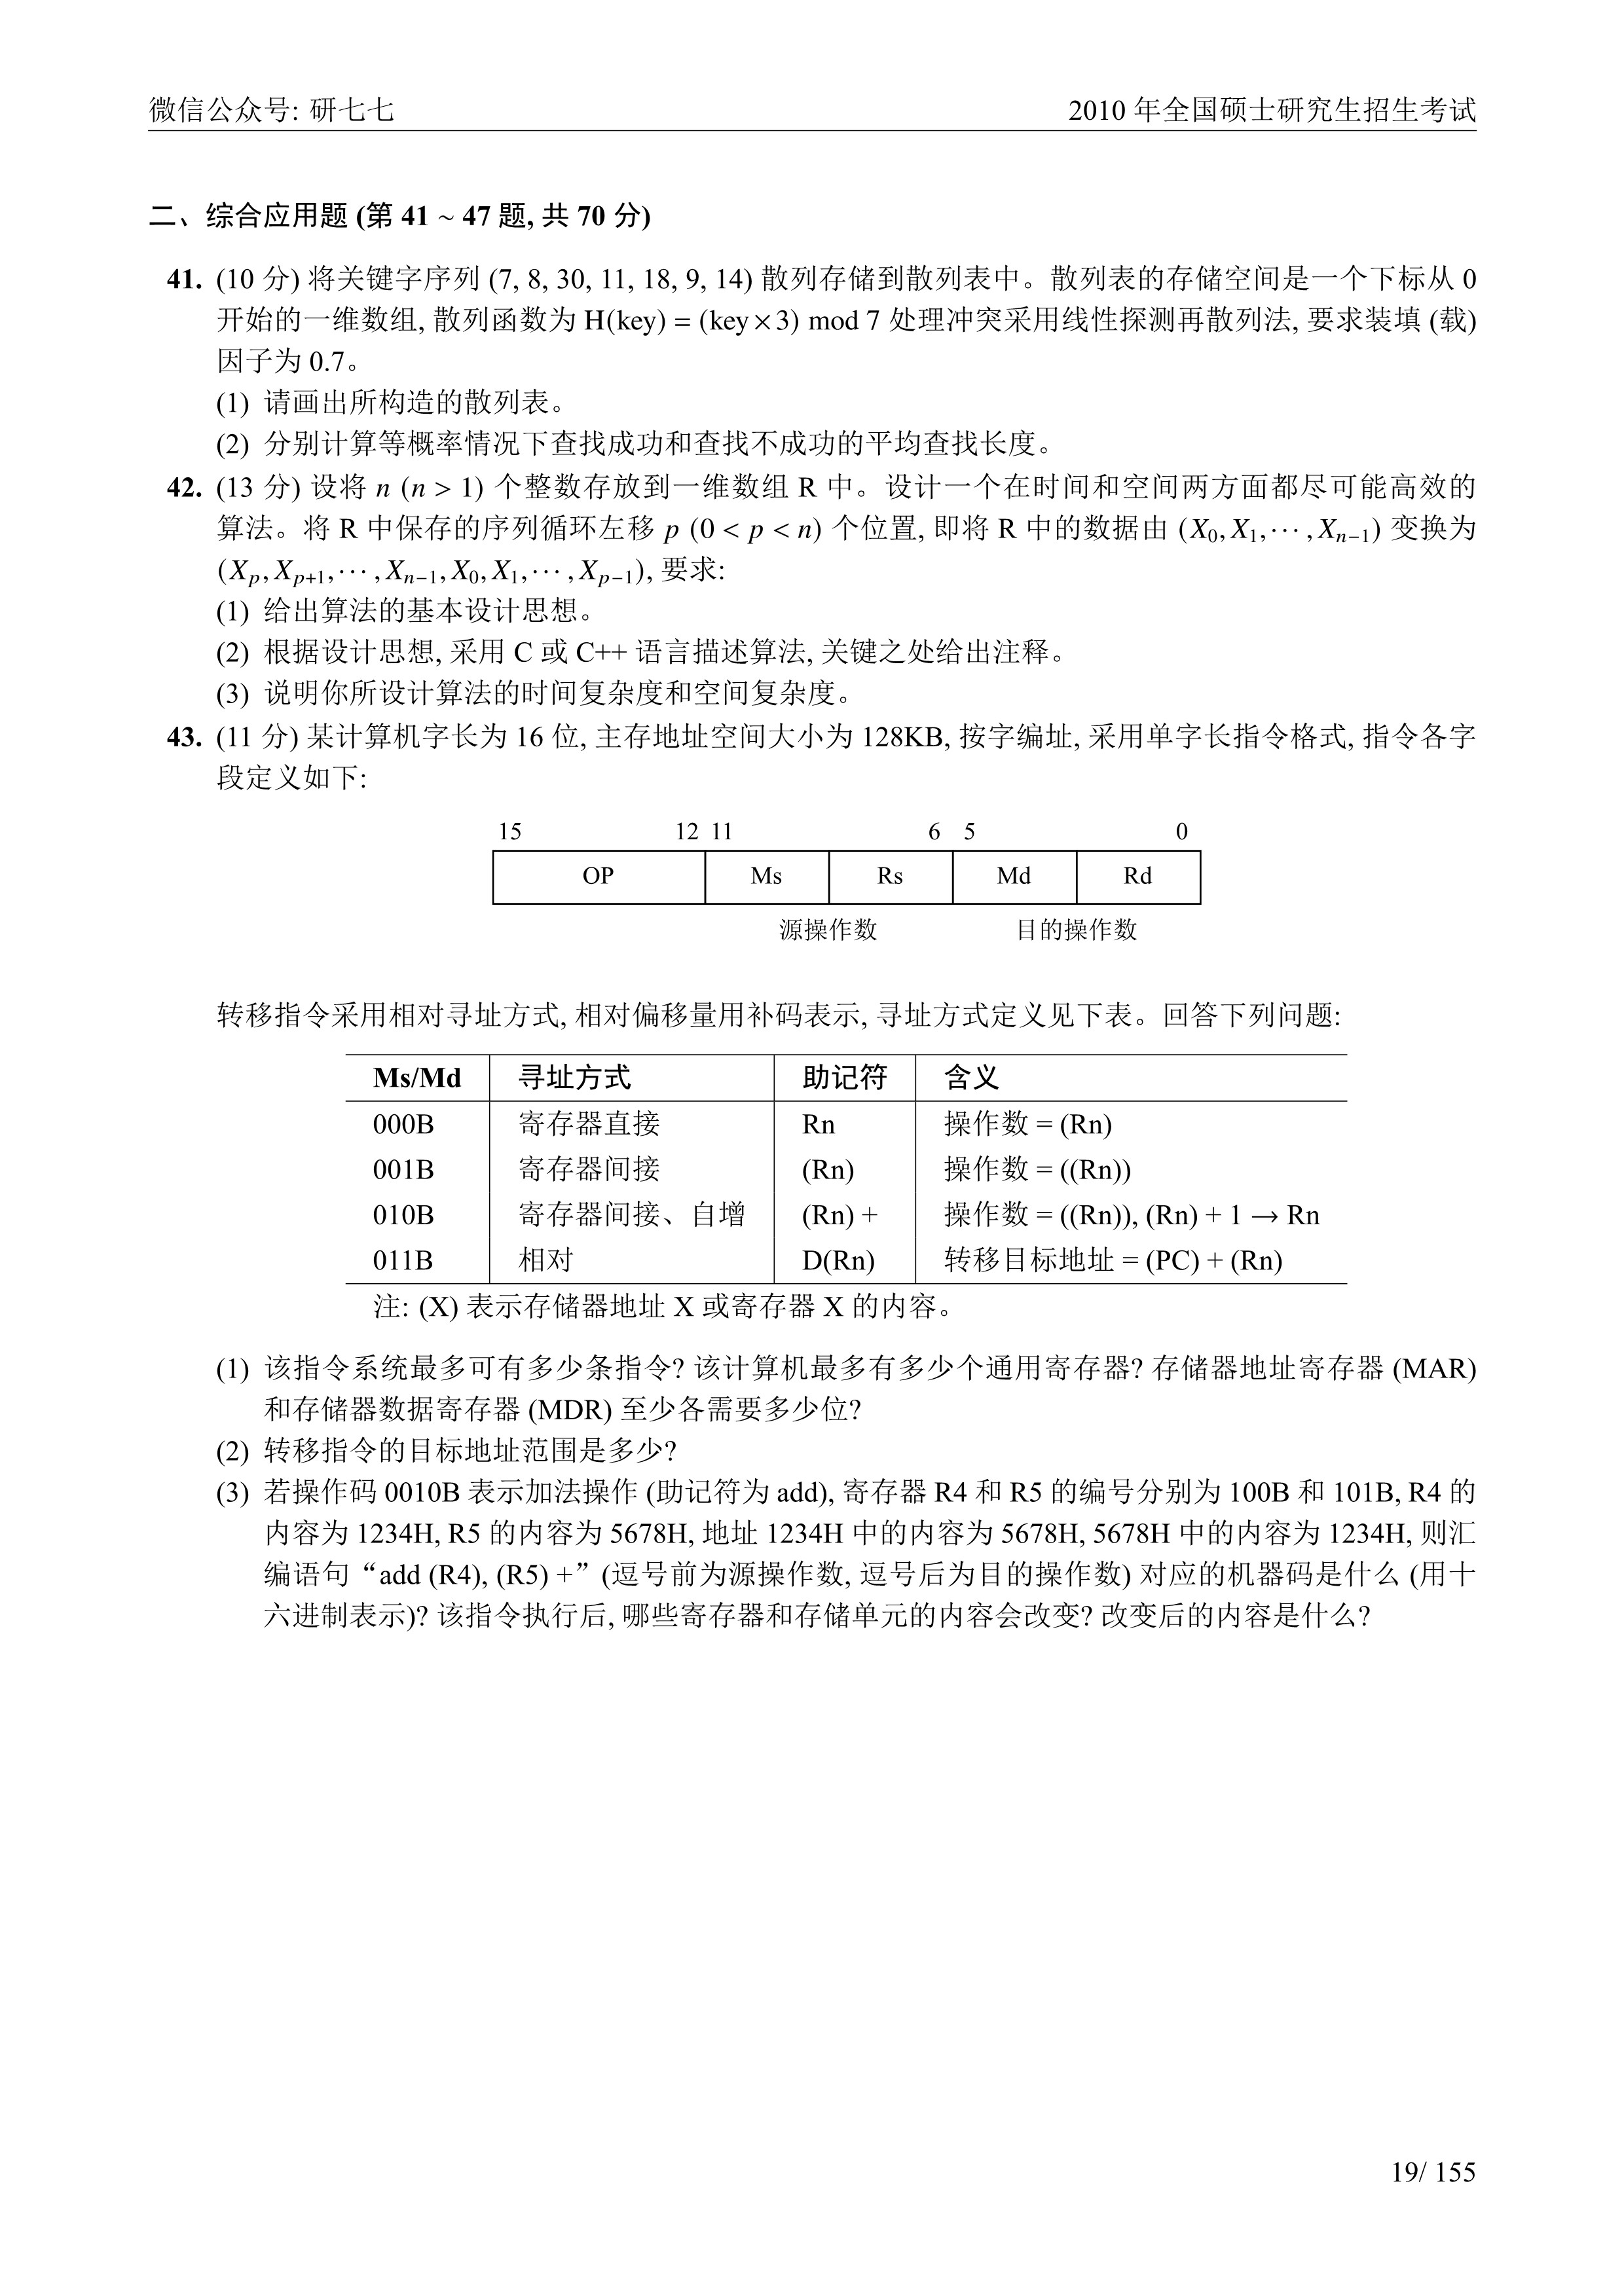 微信公众号: 研七七
2010 年全国硕士研究生招生考试
二、综合应用题 (第 41 ~ 47 题, 共 70 分)
41. (10 分) 将关键字序列 (7, 8, 30, 11, 18, 9, 14) 散列存储到散列表中。散列表的存储空间是一个下标从 0
开始的一维数组, 散列函数为 H(key) = (key×3) mod 7 处理冲突采用线性探测再散列法, 要求装填 (载)
因子为 0.7。
(1) 请画出所构造的散列表。
(2) 分别计算等概率情况下查找成功和查找不成功的平均查找长度。
42. (13 分) 设将 n (n > 1) 个整数存放到一维数组 R 中。设计一个在时间和空间两方面都尽可能高效的
算法。将 R 中保存的序列循环左移 p (0 < p < n) 个位置, 即将 R 中的数据由 (X₀, X₁, ⋯ , Xₙ₋₁) 变换为
(Xₚ, Xₚ₊₁, ⋯ , Xₙ₋₁, X₀, X₁, ⋯ , Xₚ₋₁), 要求:
(1) 给出算法的基本设计思想。
(2) 根据设计思想, 采用 C 或 C++ 语言描述算法, 关键之处给出注释。
(3) 说明你所设计算法的时间复杂度和空间复杂度。
43. (11 分) 某计算机字长为 16 位, 主存地址空间大小为 128KB, 按字编址, 采用单字长指令格式, 指令各字
段定义如下:
15 12 11 6 5 0
OP Ms Rs Md Rd
源操作数 目的操作数
转移指令采用相对寻址方式, 相对偏移量用补码表示, 寻址方式定义见下表。回答下列问题:
Ms/Md 寻址方式 助记符 含义
000B 寄存器直接 Rn 操作数 = (Rn)
001B 寄存器间接 (Rn) 操作数 = ((Rn))
010B 寄存器间接、自增 (Rn) + 操作数 = ((Rn)), (Rn) + 1 → Rn
011B 相对 D(Rn) 转移目标地址 = (PC) + (Rn)
注: (X) 表示存储器地址 X 或寄存器 X 的内容。
(1) 该指令系统最多可有多少条指令? 该计算机最多有多少个通用寄存器? 存储器地址寄存器 (MAR)
和存储器数据寄存器 (MDR) 至少各需要多少位?
(2) 转移指令的目标地址范围是多少?
(3) 若操作码 0010B 表示加法操作 (助记符为 add), 寄存器 R4 和 R5 的编号分别为 100B 和 101B, R4 的
内容为 1234H, R5 的内容为 5678H, 地址 1234H 中的内容为 5678H, 5678H 中的内容为 1234H, 则汇
编语句“add (R4), (R5) +”(逗号前为源操作数, 逗号后为目的操作数) 对应的机器码是什么 (用十
六进制表示)? 该指令执行后, 哪些寄存器和存储单元的内容会改变? 改变后的内容是什么?
19/ 155